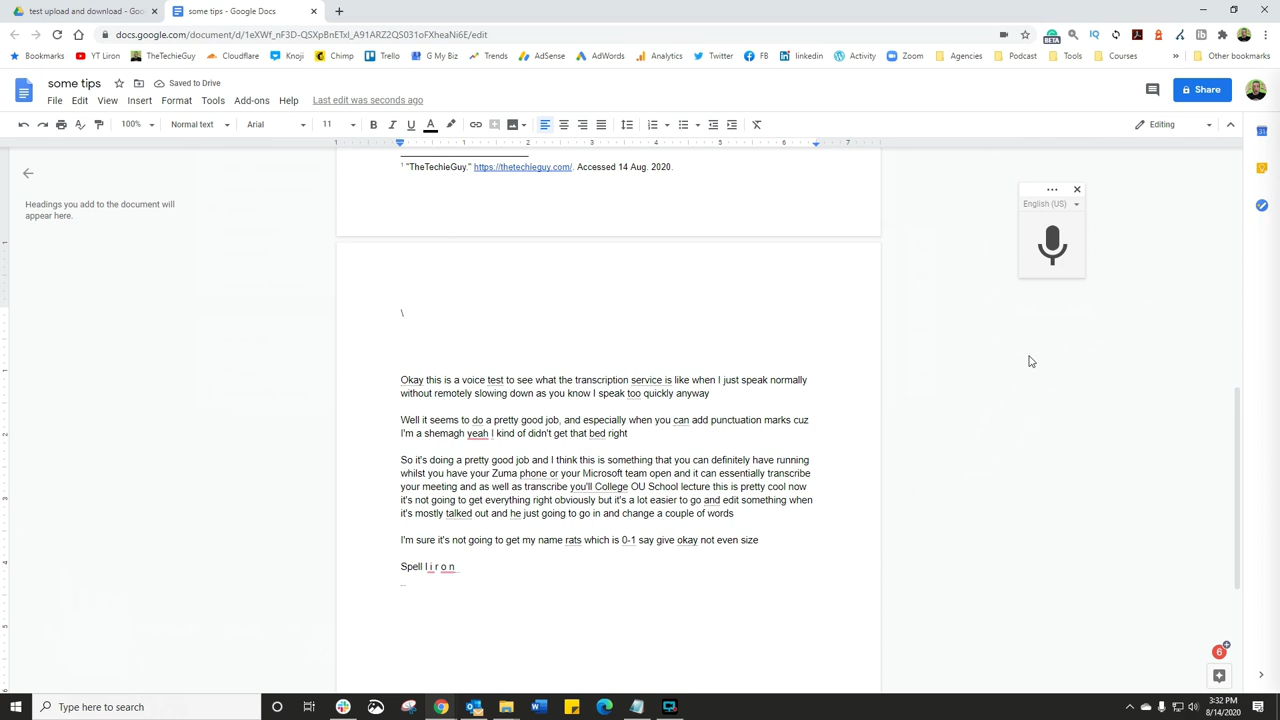 test upload and download - Goo
some tips - Google Docs
docs.google.com/document/d/1eXWf_nF3D-QSXp8nETxl_A91ARZ2QS031oFXheaNi6E/edit
BETA
IQ
Bookmarks
YT Liron
TheTechieGuy
Cloudflare
Knoji
Chimp
Trello
G My Biz
Trends
AdSense
AdWords
Analytics
Twitter
FB
linkedin
Activity
Zoom
Agencies
Podcast
Tools
Courses
»
Other bookmarks
some tips
Saved to Drive
File Edit View Insert Format Tools Add-ons Help Last edit was seconds ago
Share
100% Normal text Arial 11 B I U A
Editing
1 1 2 3 4 5 6 7
1 "TheTechieGuy." https://thetechieguy.com/. Accessed 14 Aug. 2020.
Headings you add to the document will
appear here.
English (US)
\
Okay this is a voice test to see what the transcription service is like when I just speak normally
without remotely slowing down as you know I speak too quickly anyway
Well it seems to do a pretty good job, and especially when you can add punctuation marks cuz
I'm a shemagh yeah I kind of didn't get that bed right
So it's doing a pretty good job and I think this is something that you can definitely have running
whilst you have your Zuma phone or your Microsoft team open and it can essentially transcribe
your meeting and as well as transcribe you'll College OU School lecture this is pretty cool now
it's not going to get everything right obviously but it's a lot easier to go and edit something when
it's mostly talked out and he just going to go in and change a couple of words
I'm sure it's not going to get my name rats which is 0-1 say give okay not even size
Spell l i r o n
6
Type here to search
3:32 PM
8/14/2020